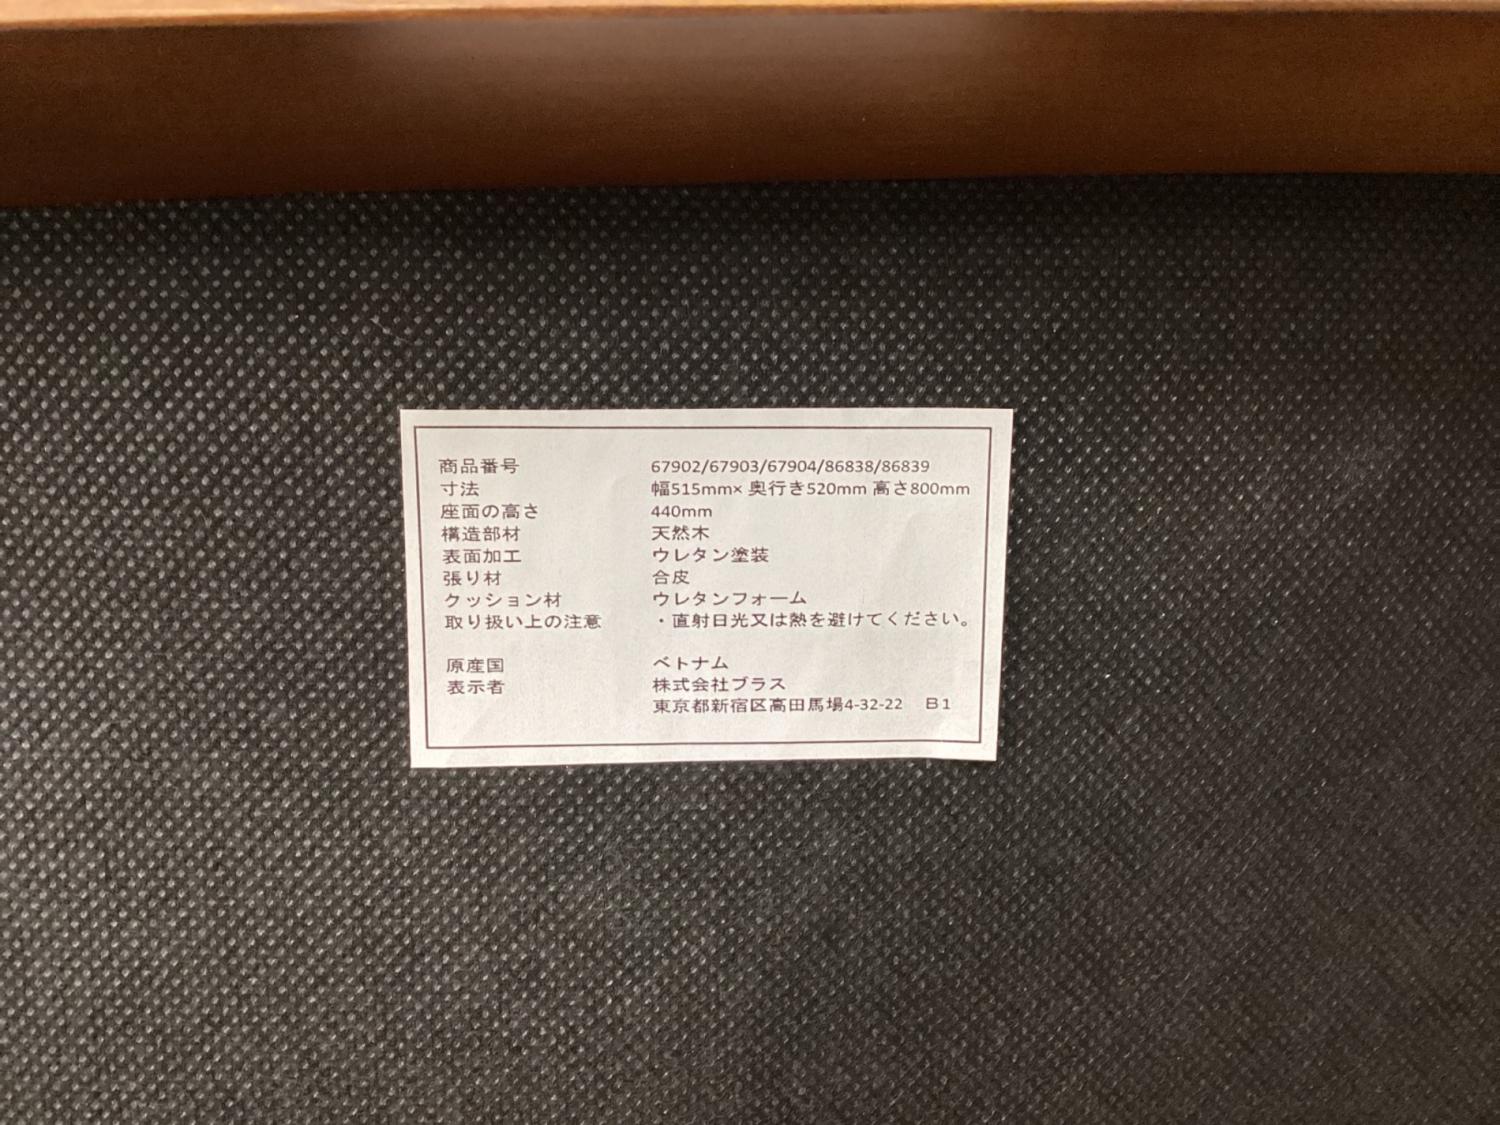 商品番号 67902/67903/67904/86838/86839
寸法 幅515mm× 奥行き520mm 高さ800mm
座面の高さ 440mm
構造部材 天然木
表面加工 ウレタン塗装
張り材 合皮
クッション材 ウレタンフォーム
取り扱い上の注意 ・直射日光又は熱を避けてください。
原産国 ベトナム
表示者 株式会社ブラス
東京都新宿区高田馬場4-32-22 B1